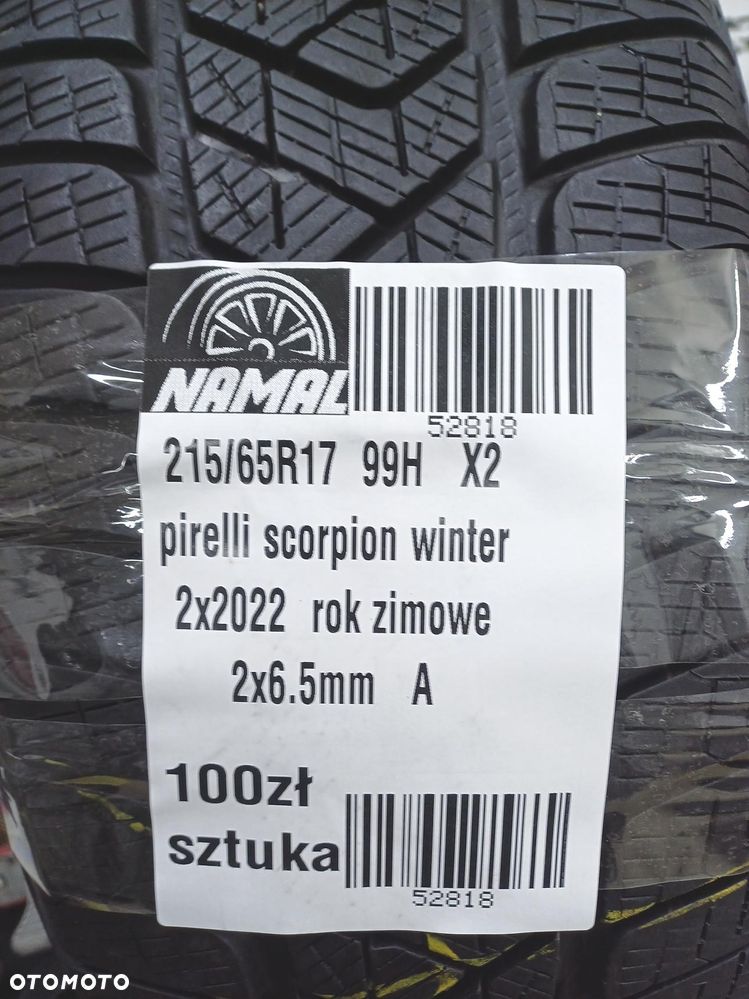 NAMAL
52818
215/65R17 99H X2
pirelli scorpion winter
2x2022 rok zimowe
2x6.5mm A
100zł
sztuka
52818
OTOMOTO